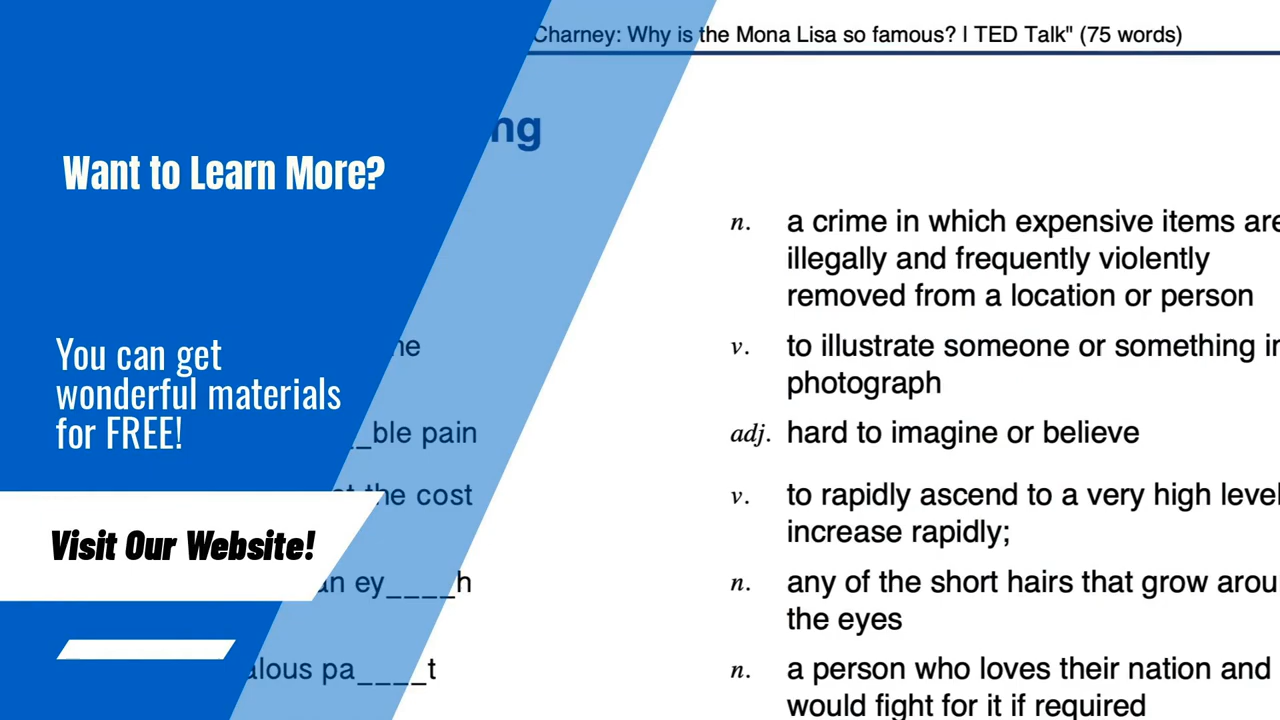 Charney: Why is the Mona Lisa so famous? | TED Talk" (75 words)
ng
Want to Learn More?
You can get
wonderful materials
for FREE!
Visit Our Website!
he
_ble pain
at the cost
an ey____h
alous pa____t
n. a crime in which expensive items are
illegally and frequently violently
removed from a location or person
v. to illustrate someone or something in
photograph
adj. hard to imagine or believe
v. to rapidly ascend to a very high level
increase rapidly;
n. any of the short hairs that grow arou
the eyes
n. a person who loves their nation and
would fight for it if required